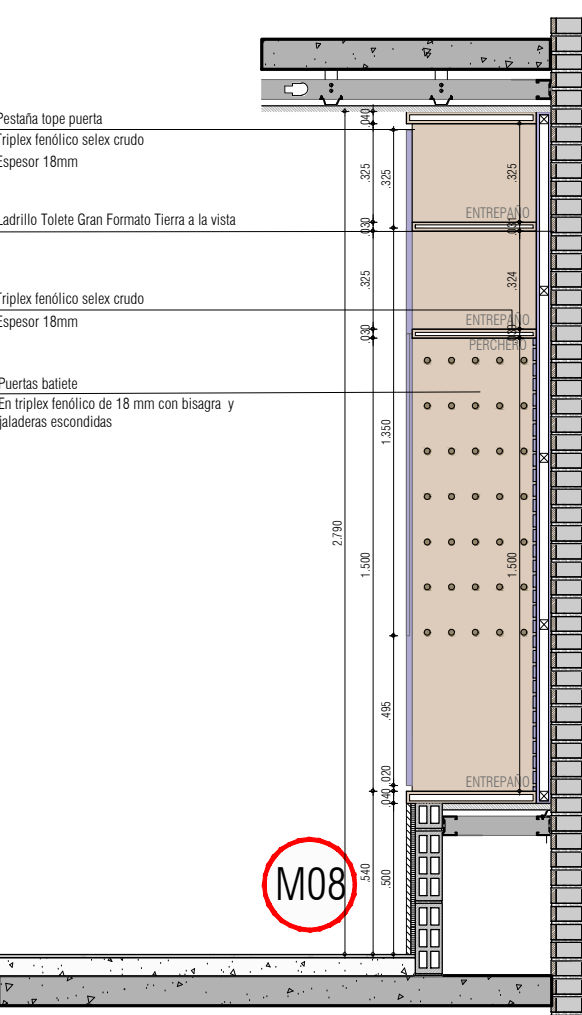 Pestaña tope puerta
Triplex fenólico selex crudo
Espesor 18mm
Ladrillo Tolete Gran Formato Tierra a la vista
Triplex fenólico selex crudo
Espesor 18mm
Puertas batiete
En triplex fenólico de 18 mm con bisagra y
jaladeras escondidas
2.790
.040
.325
.030
.325
.030
1.500
.540
.325
1.350
.495
.020
.040
.500
.325
ENTREPAÑO
.324
ENTREPAÑO
PERCHERO
1.500
ENTREPAÑO
M08